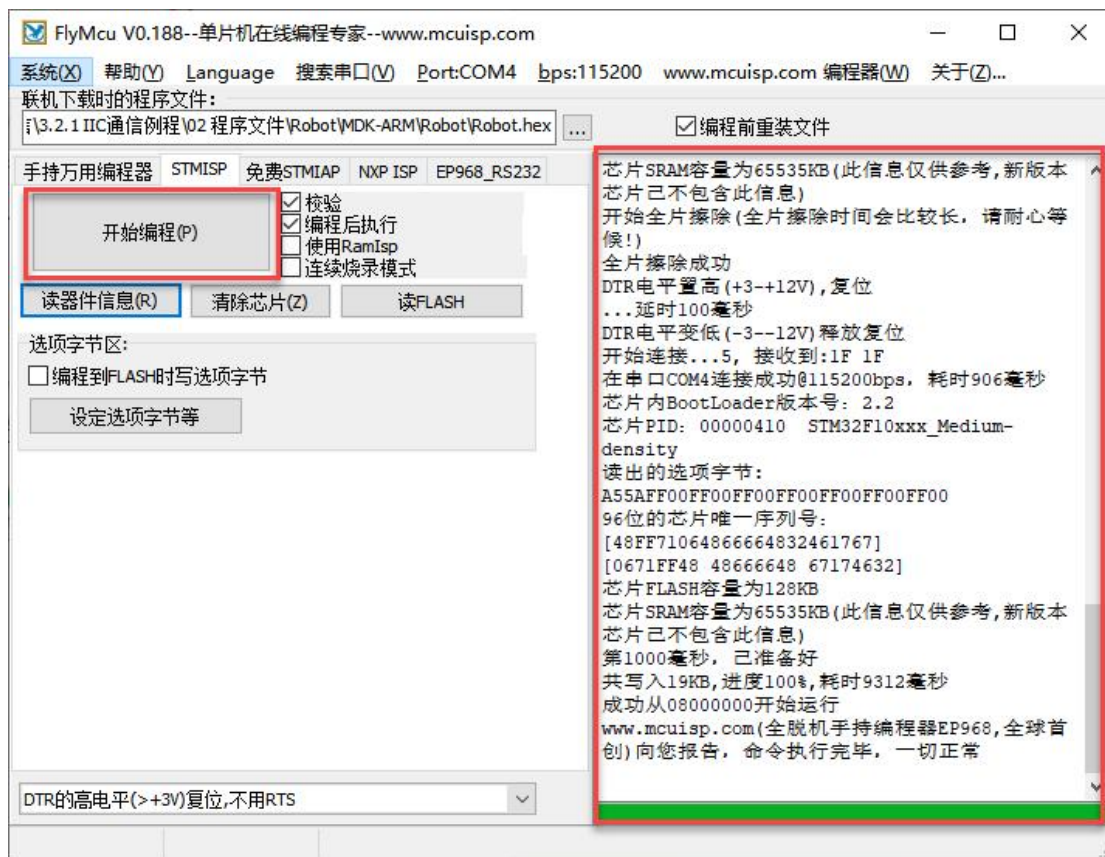 FlyMcu V0.188--单片机在线编程专家--www.mcuisp.com
系统(X) 帮助(Y) Language 搜索串口(V) Port:COM4 bps:115200 www.mcuisp.com 编程器(W) 关于(Z)...
联机下载时的程序文件:
\3.2.1 IIC通信例程\02 程序文件\Robot\MDK-ARM\Robot\Robot.hex ... 编程前重装文件
手持万用编程器 STMISP 免费STMIAP NXP ISP EP968_RS232
开始编程(P)
校验
编程后执行
使用RamIsp
连续烧录模式
读器件信息(R) 清除芯片(Z) 读FLASH
选项字节区:
编程到FLASH时写选项字节
设定选项字节等
DTR的高电平(>+3V)复位,不用RTS
芯片SRAM容量为65535KB(此信息仅供参考,新版本
芯片已不包含此信息)
开始全片擦除(全片擦除时间会比较长, 请耐心等
候!)
全片擦除成功
DTR电平置高(+3-+12V),复位
...延时100毫秒
DTR电平变低(-3--12V)释放复位
开始连接...5, 接收到:1F 1F
在串口COM4连接成功@115200bps, 耗时906毫秒
芯片内BootLoader版本号: 2.2
芯片PID: 00000410 STM32F10xxx_Medium-
density
读出的选项字节:
A55AFF00FF00FF00FF00FF00FF00FF00
96位的芯片唯一序列号:
[48FF71064866664832461767]
[0671FF48 48666648 67174632]
芯片FLASH容量为128KB
芯片SRAM容量为65535KB(此信息仅供参考,新版本
芯片已不包含此信息)
第1000毫秒, 已准备好
共写入19KB,进度100%,耗时9312毫秒
成功从08000000开始运行
www.mcuisp.com(全脱机手持编程器EP968,全球首
创)向您报告, 命令执行完毕, 一切正常